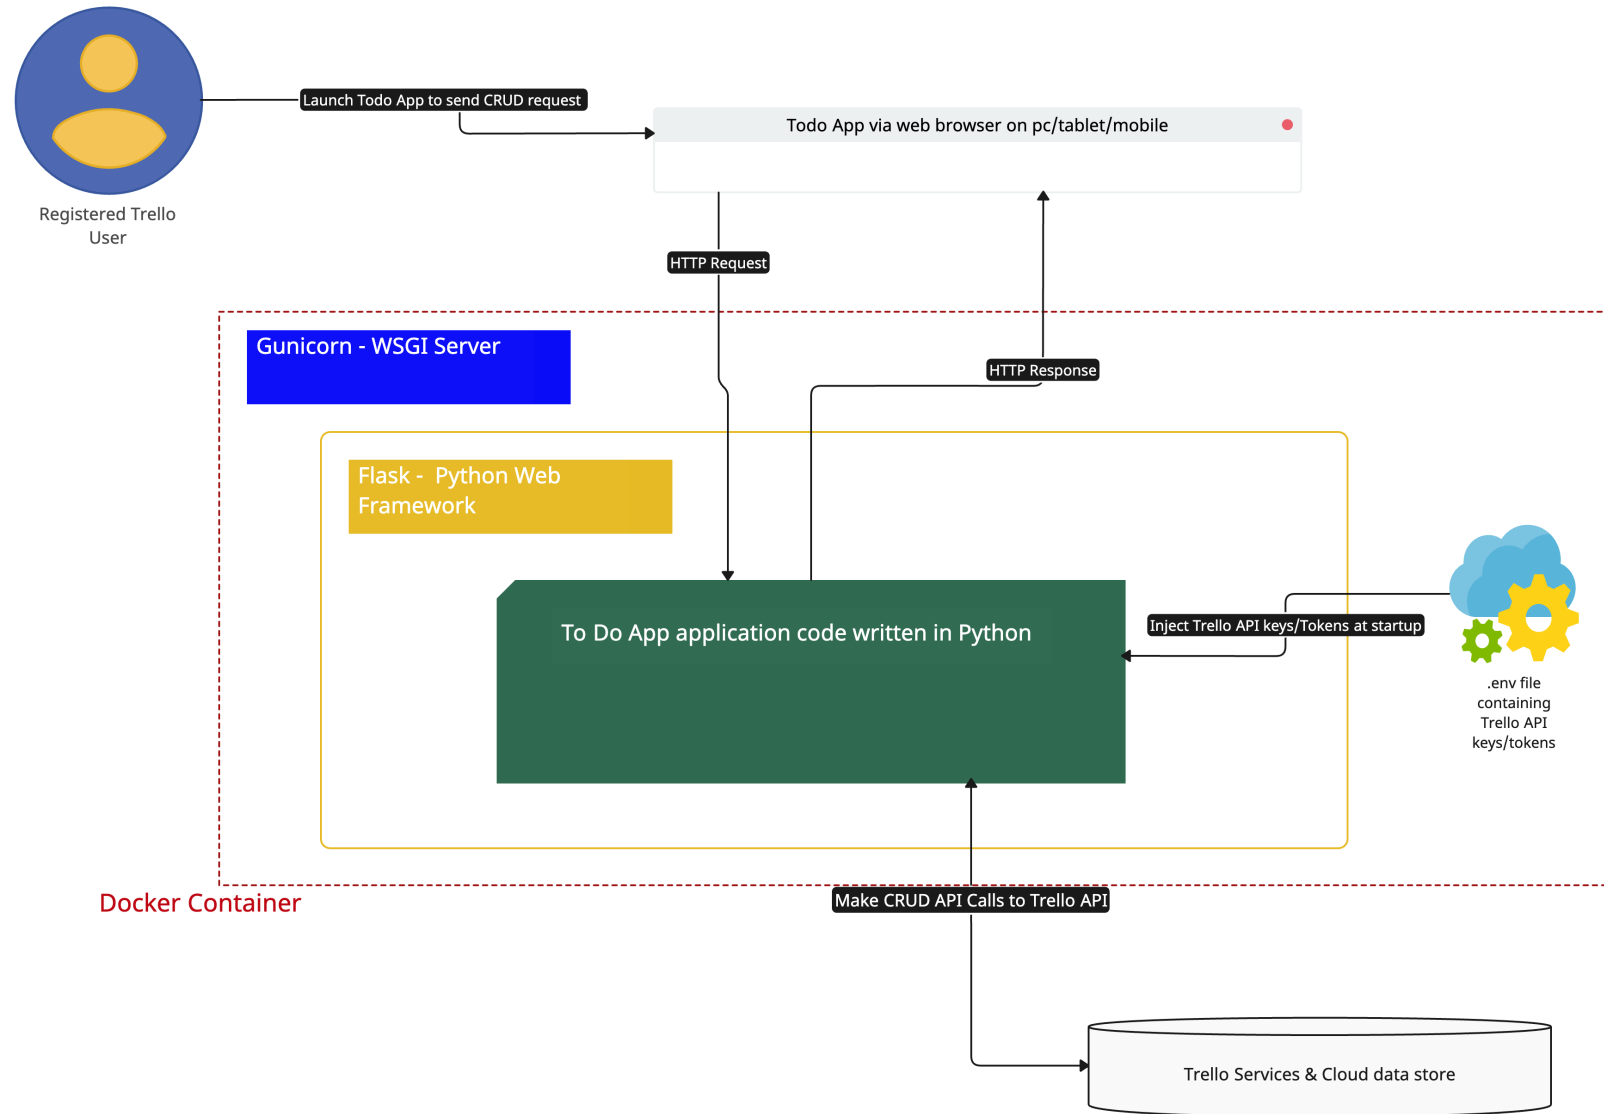 Launch Todo App to send CRUD request
Todo App via web browser on pc/tablet/mobile
Registered Trello
User
HTTP Request
Gunicorn - WSGI Server
HTTP Response
Flask -  Python Web
Framework
To Do App application code written in Python
Inject Trello API keys/Tokens at startup
.env file
containing
Trello API
keys/tokens
Docker Container
Make CRUD API Calls to Trello API
Trello Services & Cloud data store